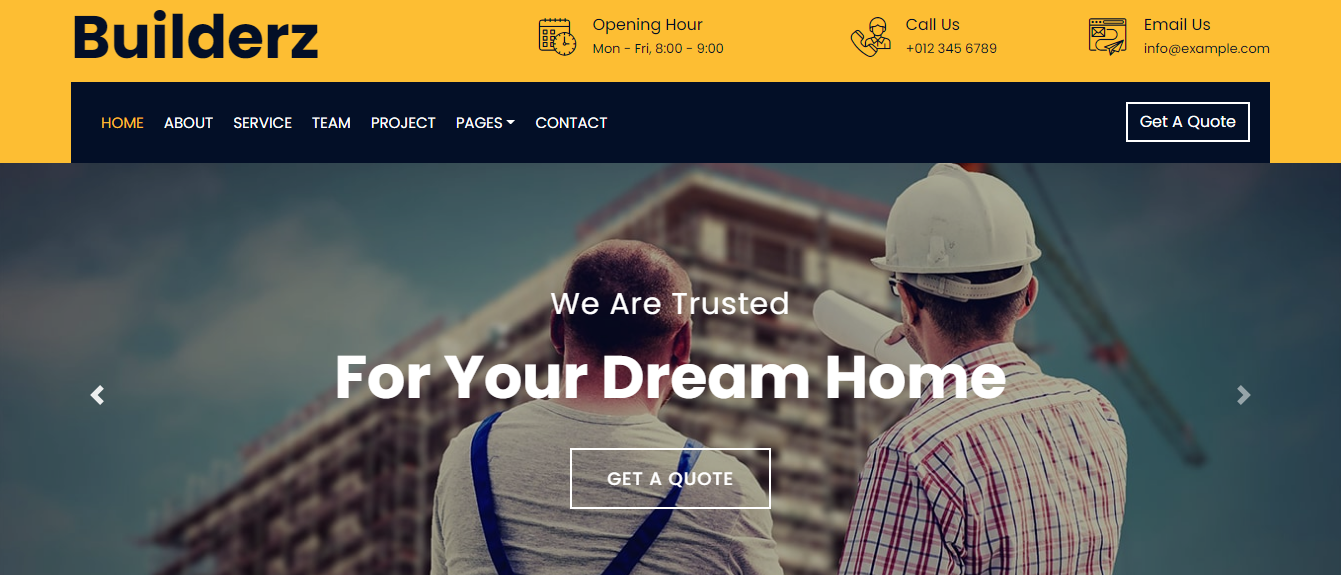 Builderz
Opening Hour
Mon - Fri, 8:00 - 9:00
Call Us
+012 345 6789
Email Us
info@example.com
HOME ABOUT SERVICE TEAM PROJECT PAGES CONTACT
Get A Quote
We Are Trusted
For Your Dream Home
GET A QUOTE